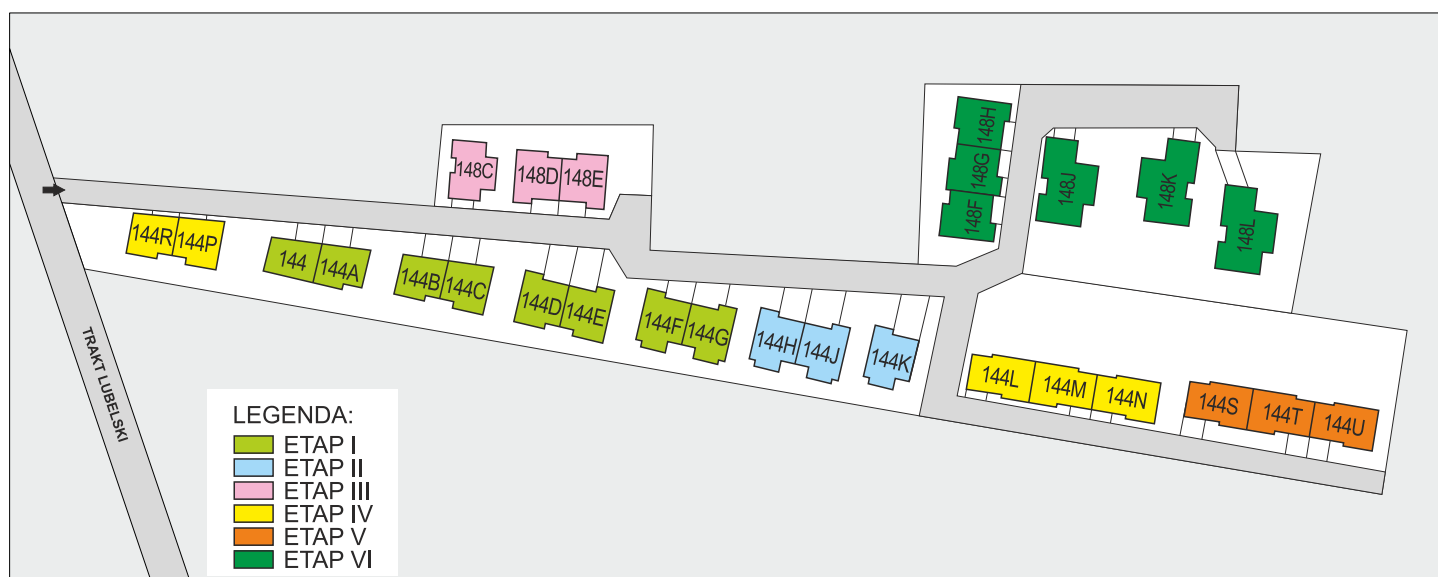 148H
148G
148F
148J
148K
148L
148C
148D
148E
144R
144P
144
144A
144B
144C
144D
144E
144F
144G
144H
144J
144K
144L
144M
144N
144S
144T
144U
TRAKT LUBELSKI
LEGENDA:
ETAP I
ETAP II
ETAP III
ETAP IV
ETAP V
ETAP VI